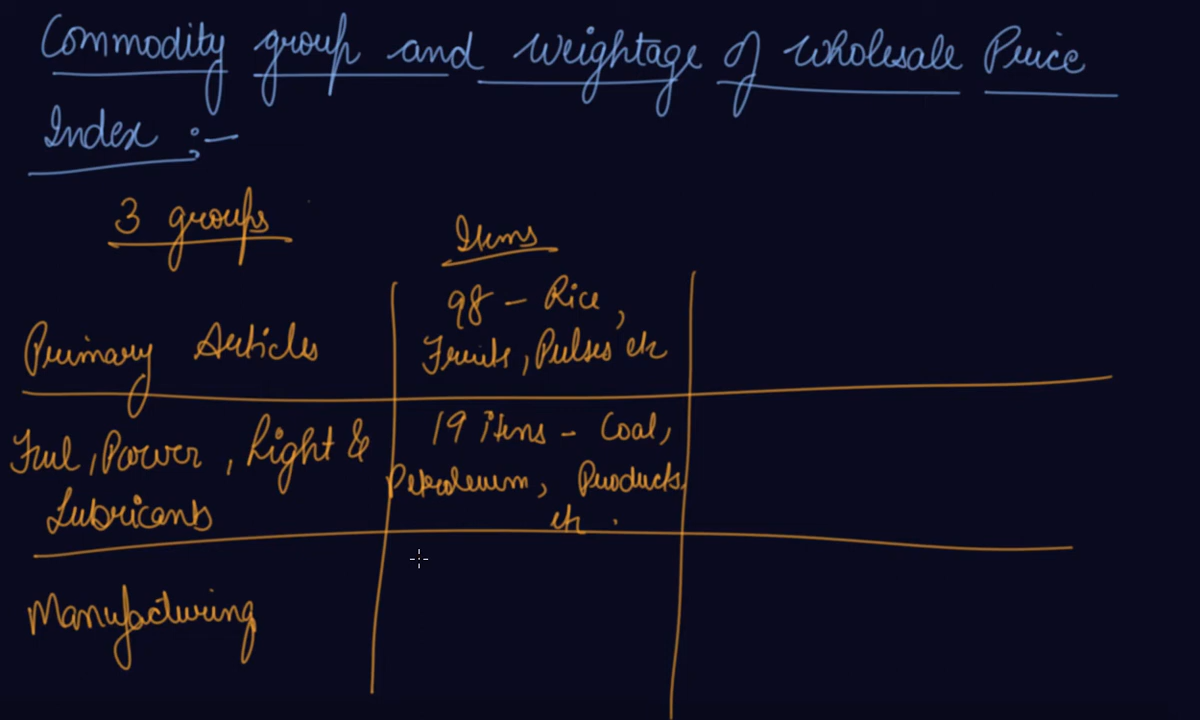 Commodity group and weightage of Wholesale Price
Index :-
3 groups
Items
Primary Articles
98 - Rice,
Fruits, Pulses etc
Fuel, Power, Light &
Lubricants
19 items - Coal,
Petroleum, Products
etc.
Manufacturing